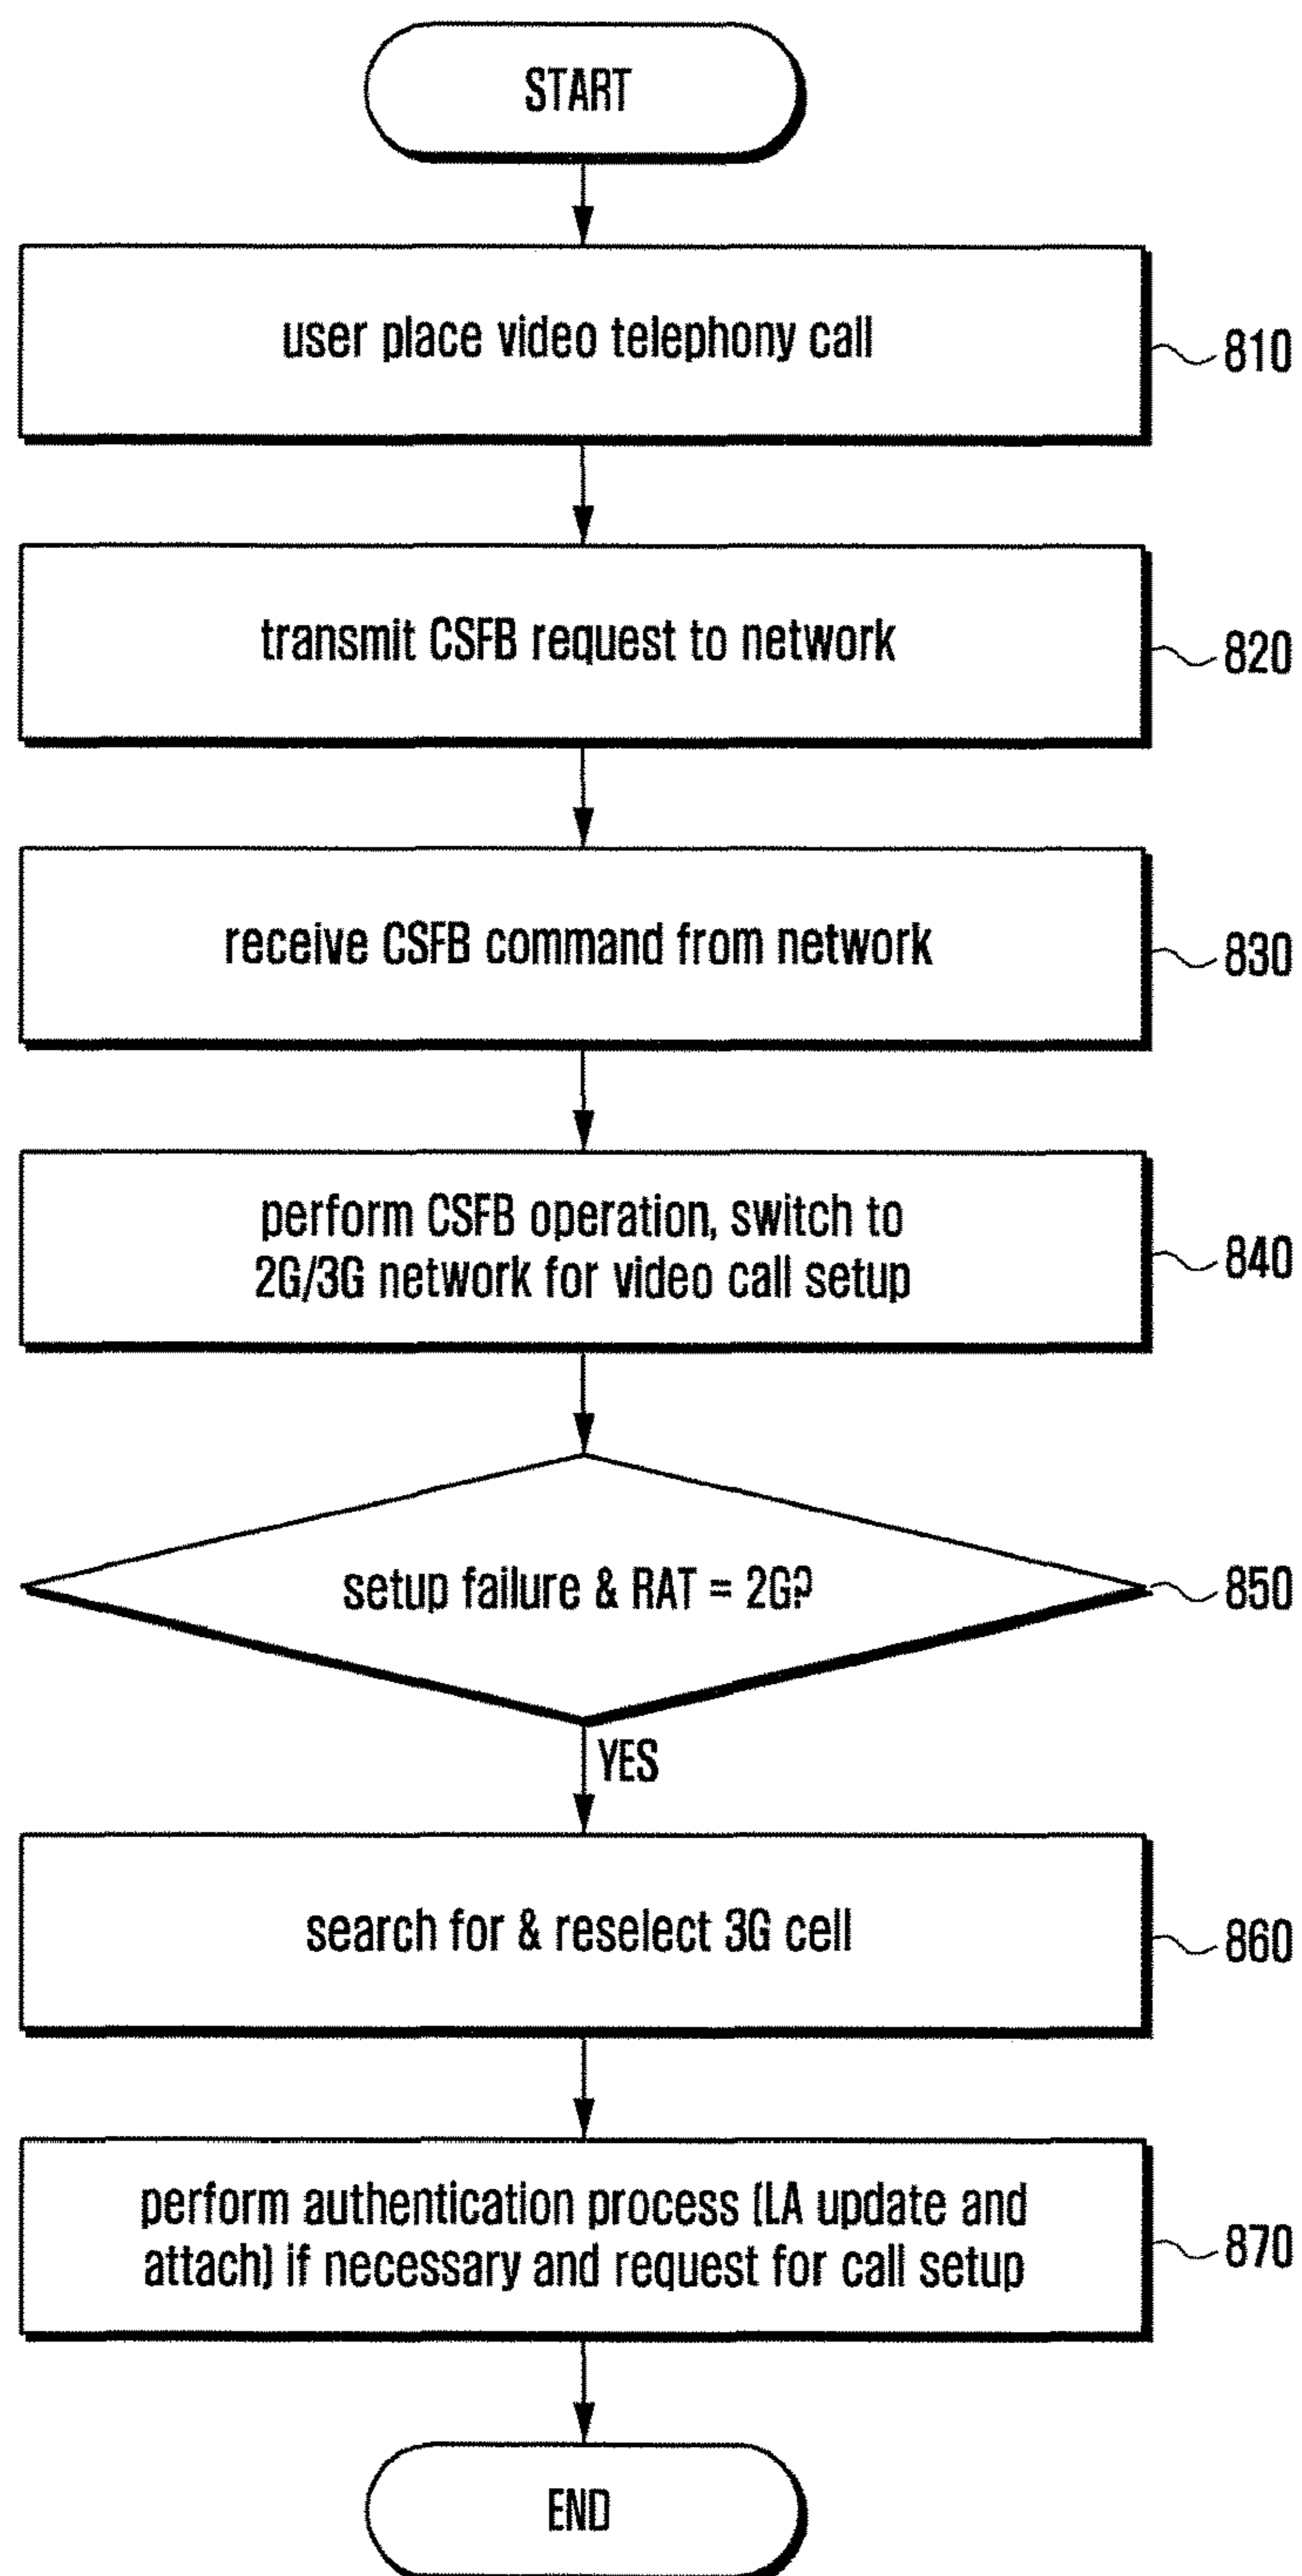 START
user place video telephony call
810
transmit CSFB request to network
820
receive CSFB command from network
830
perform CSFB operation, switch to
2G/3G network for video call setup
840
setup failure & RAT = 2G?
850
YES
search for & reselect 3G cell
860
perform authentication process (LA update and
attach) if necessary and request for call setup
870
END